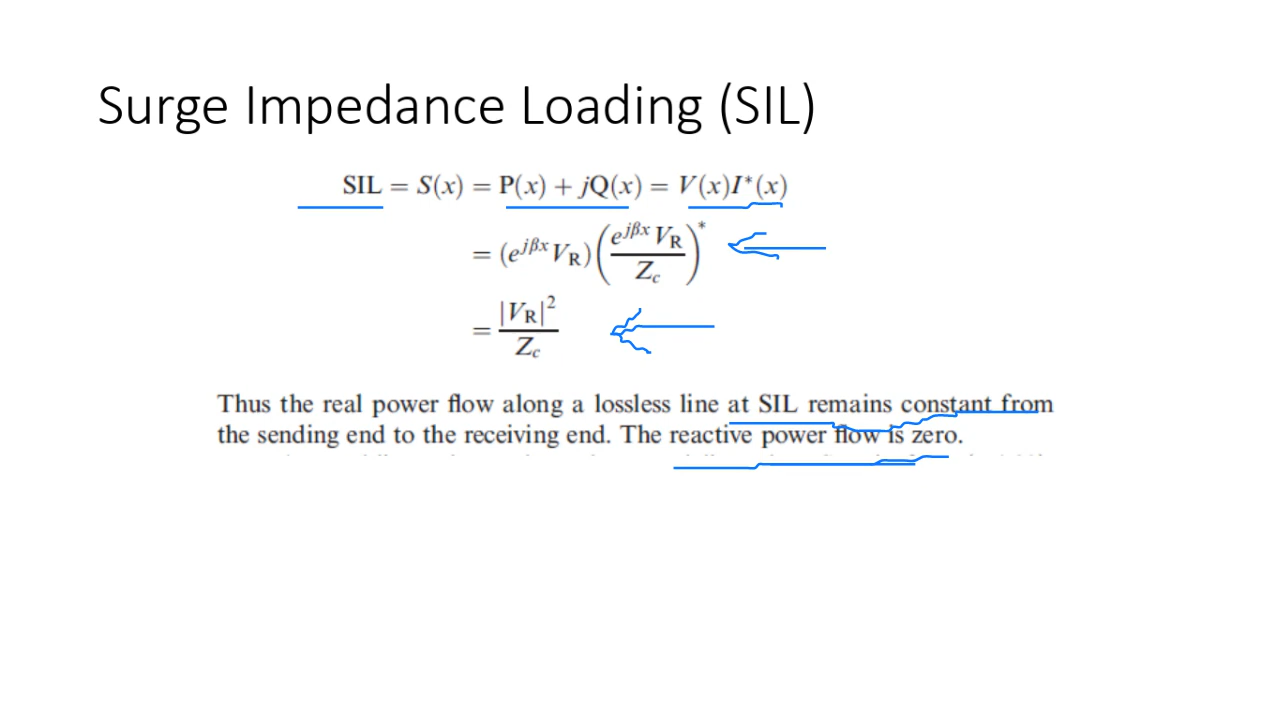 Surge Impedance Loading (SIL)
SIL = S(x) = P(x) + jQ(x) = V(x)I*(x)
= (e^{jβx} V_R) (e^{jβx} V_R / Z_c)*
= |V_R|² / Z_c
Thus the real power flow along a lossless line at SIL remains constant from
the sending end to the receiving end. The reactive power flow is zero.